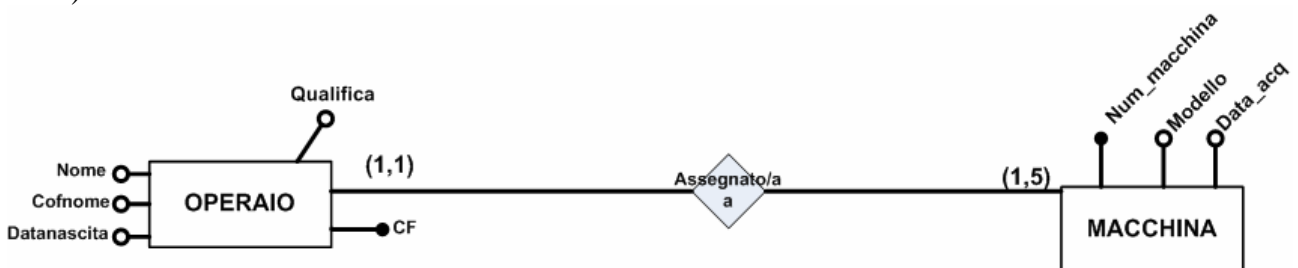 Num_macchina
Modello
Data_acq
Qualifica
(1,1)
Nome
Cofnome
Datanascita
OPERAIO
CF
Assegnato/a
a
(1,5)
MACCHINA